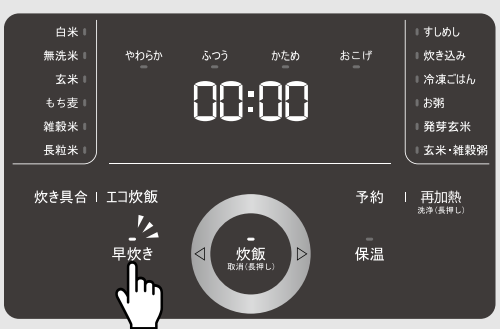 白米
無洗米
玄米
もち麦
雑穀米
長粒米
やわらか ふつう かため おこげ
00:00
すしめし
炊き込み
冷凍ごはん
お粥
発芽玄米
玄米・雑穀粥
炊き具合 | エコ炊飯
早炊き
炊飯
取消(長押し)
予約 | 再加熱
洗浄(長押し)
保温